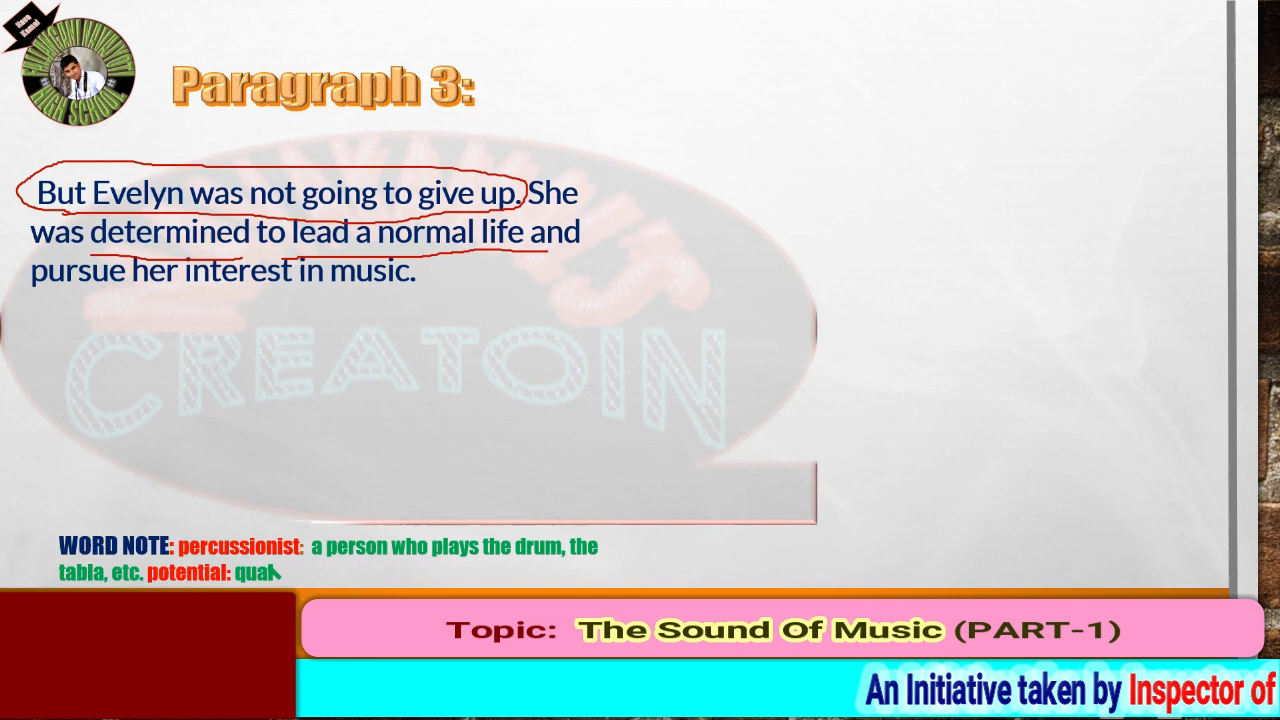 Paragraph 3:
But Evelyn was not going to give up. She
was determined to lead a normal life and
pursue her interest in music.
CREATOIN
WORD NOTE: percussionist: a person who plays the drum, the
tabla, etc. potential: qual
Topic: The Sound Of Music (PART-1)
An Initiative taken by Inspector of